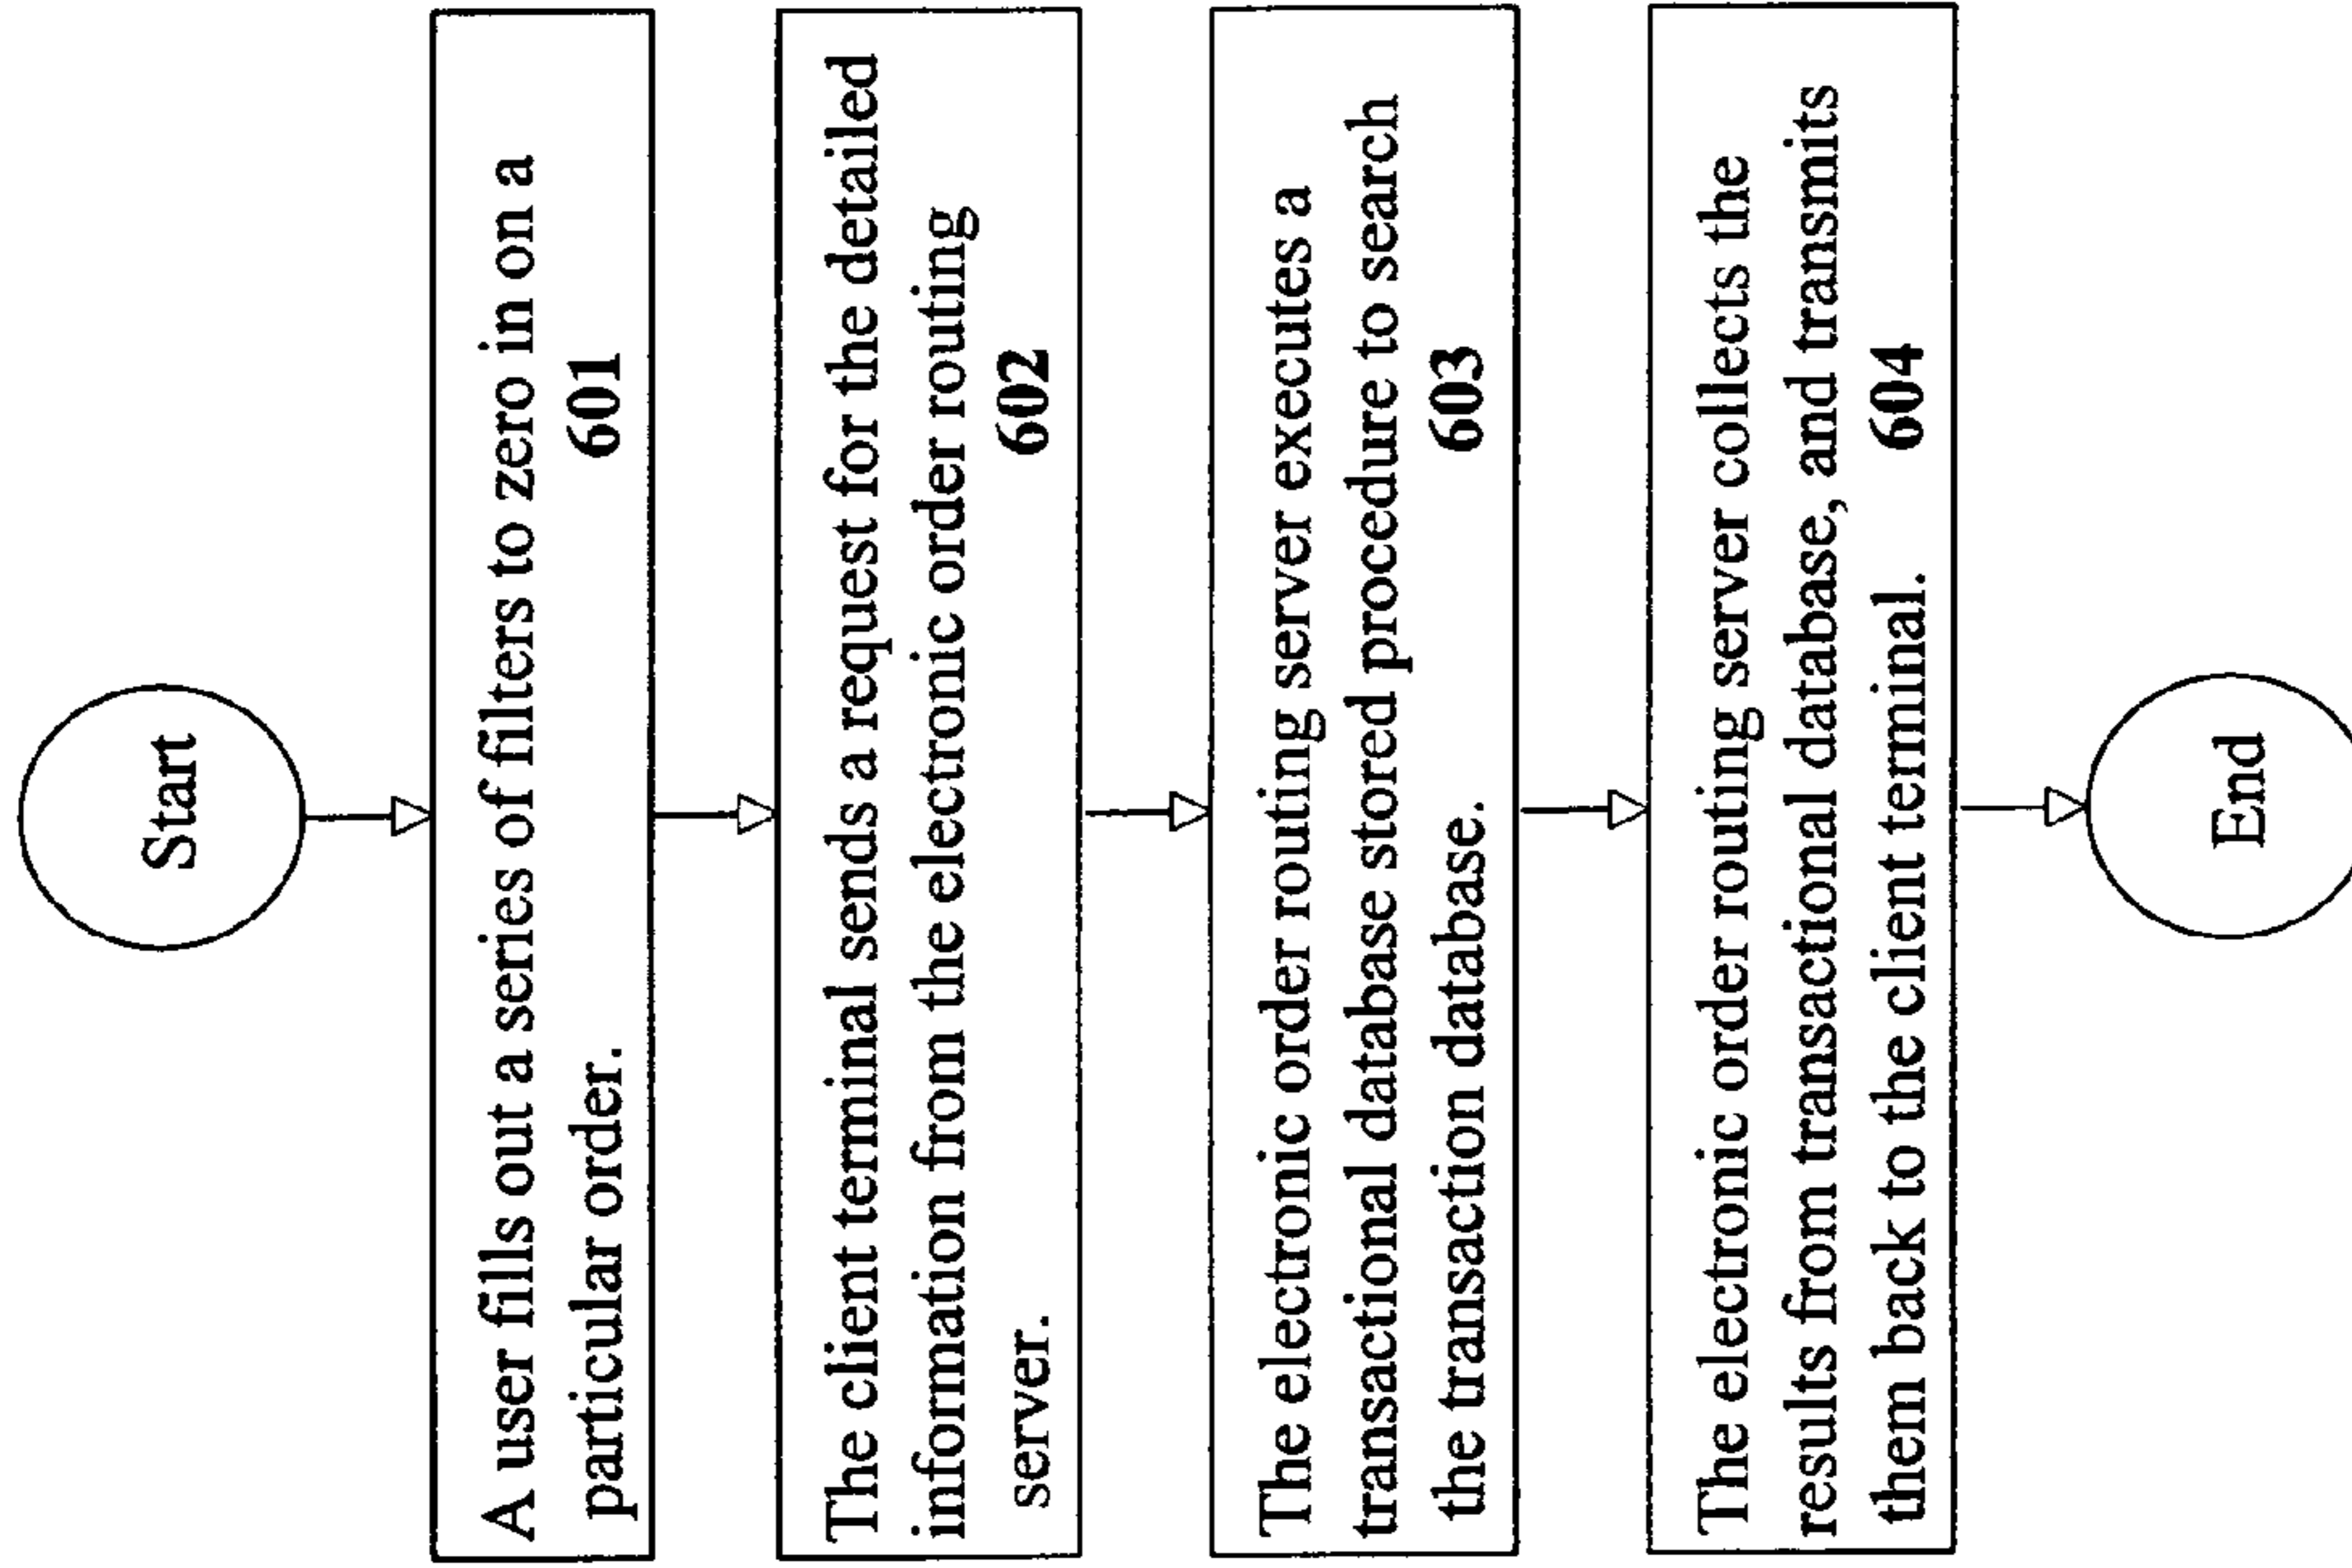 Start
A user fills out a series of filters to zero in on a
particular order. 601
The client terminal sends a request for the detailed
information from the electronic order routing
server. 602
The electronic order routing server executes a
transactional database stored procedure to search
the transaction database. 603
The electronic order routing server collects the
results from transactional database, and transmits
them back to the client terminal. 604
End